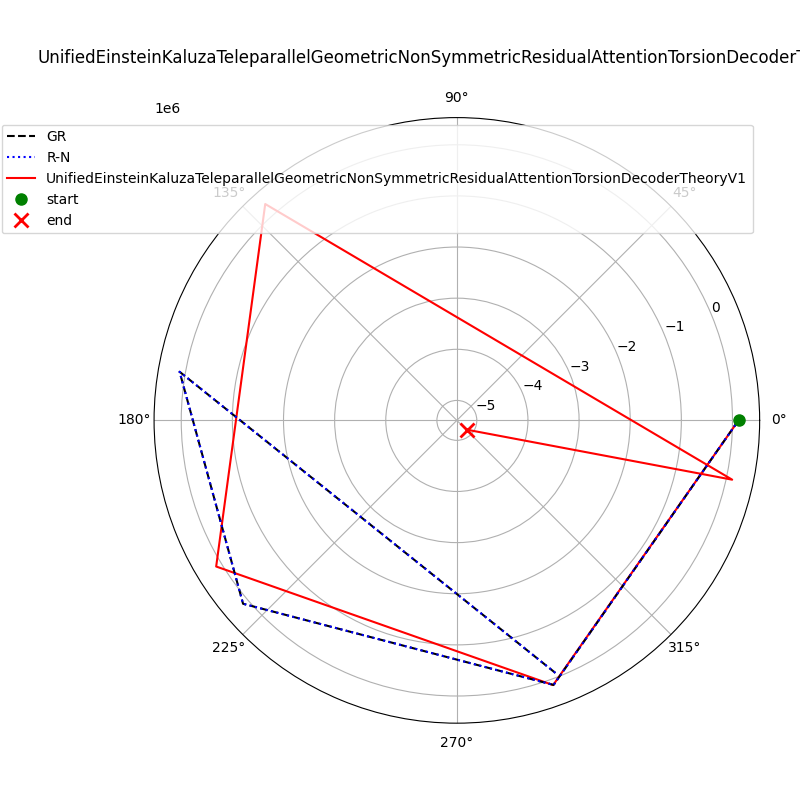 UnifiedEinsteinKaluzaTeleparallelGeometricNonSymmetricResidualAttentionTorsionDecoderT
90°
1e6
GR
R-N
UnifiedEinsteinKaluzaTeleparallelGeometricNonSymmetricResidualAttentionTorsionDecoderTheoryV1
135°
45°
start
end
0
−1
−2
−3
−4
−5
180°
0°
225°
315°
270°